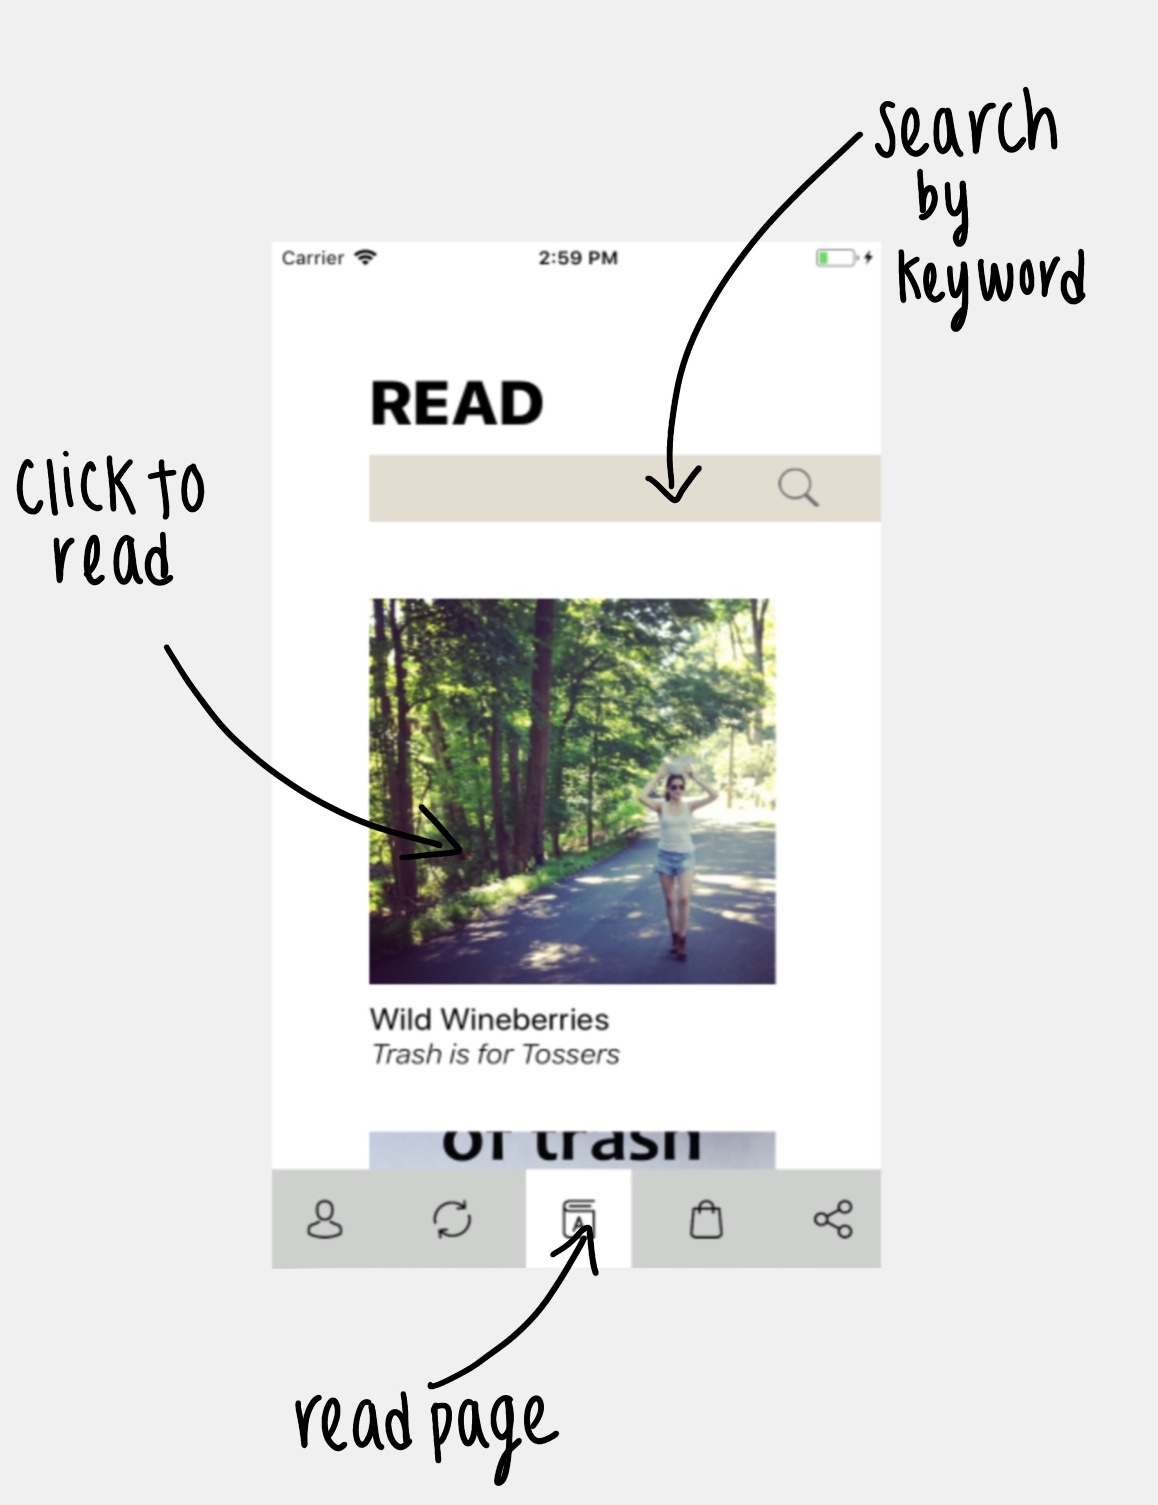 search
by
keyword
Carrier 2:59 PM
READ
click to
read
Wild Wineberries
Trash is for Tossers
of trash
A
read page